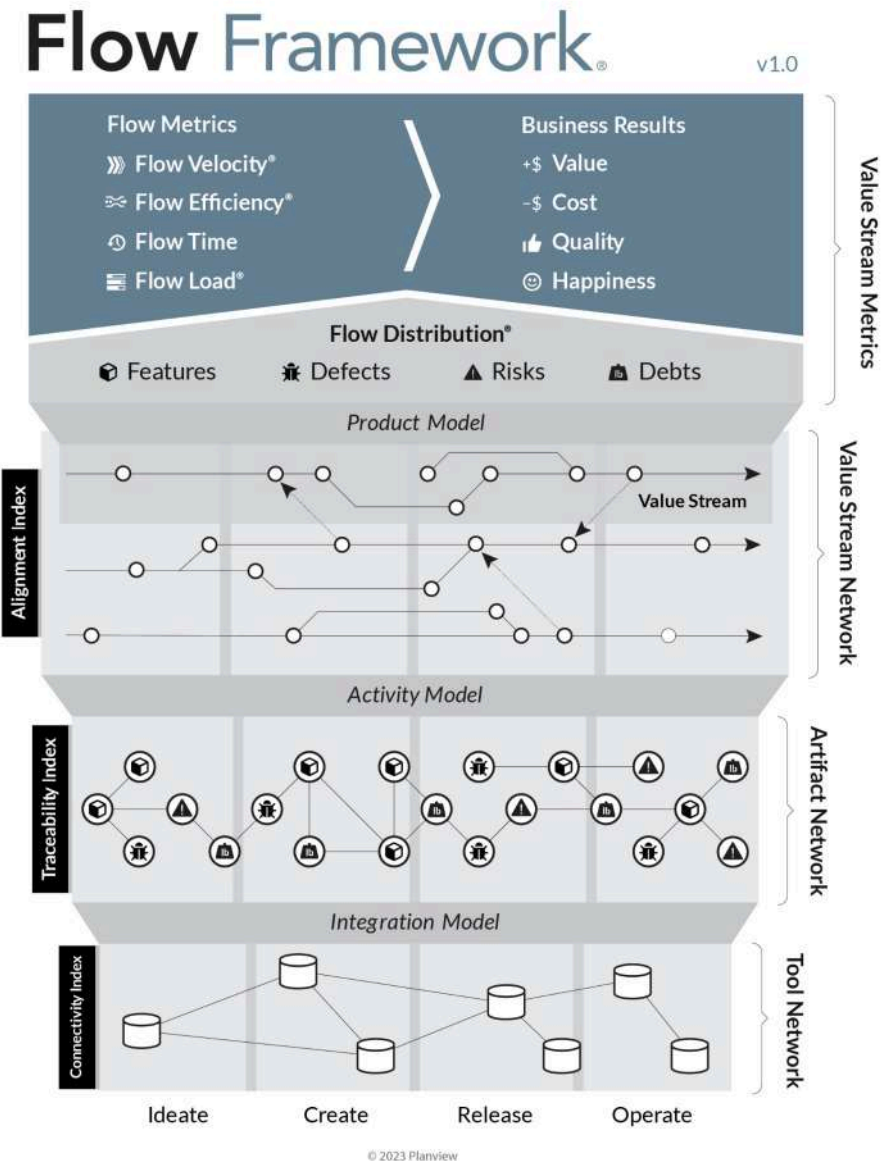 Flow Framework®
v1.0
Flow Metrics
Flow Velocity®
Flow Efficiency®
Flow Time
Flow Load®
Business Results
+$ Value
-$ Cost
Quality
Happiness
Value Stream Metrics
Flow Distribution®
Features
Defects
Risks
Debts
Product Model
Alignment Index
Value Stream
Value Stream Network
Activity Model
Traceability Index
Artifact Network
Integration Model
Connectivity Index
Tool Network
Ideate
Create
Release
Operate
© 2023 Planview